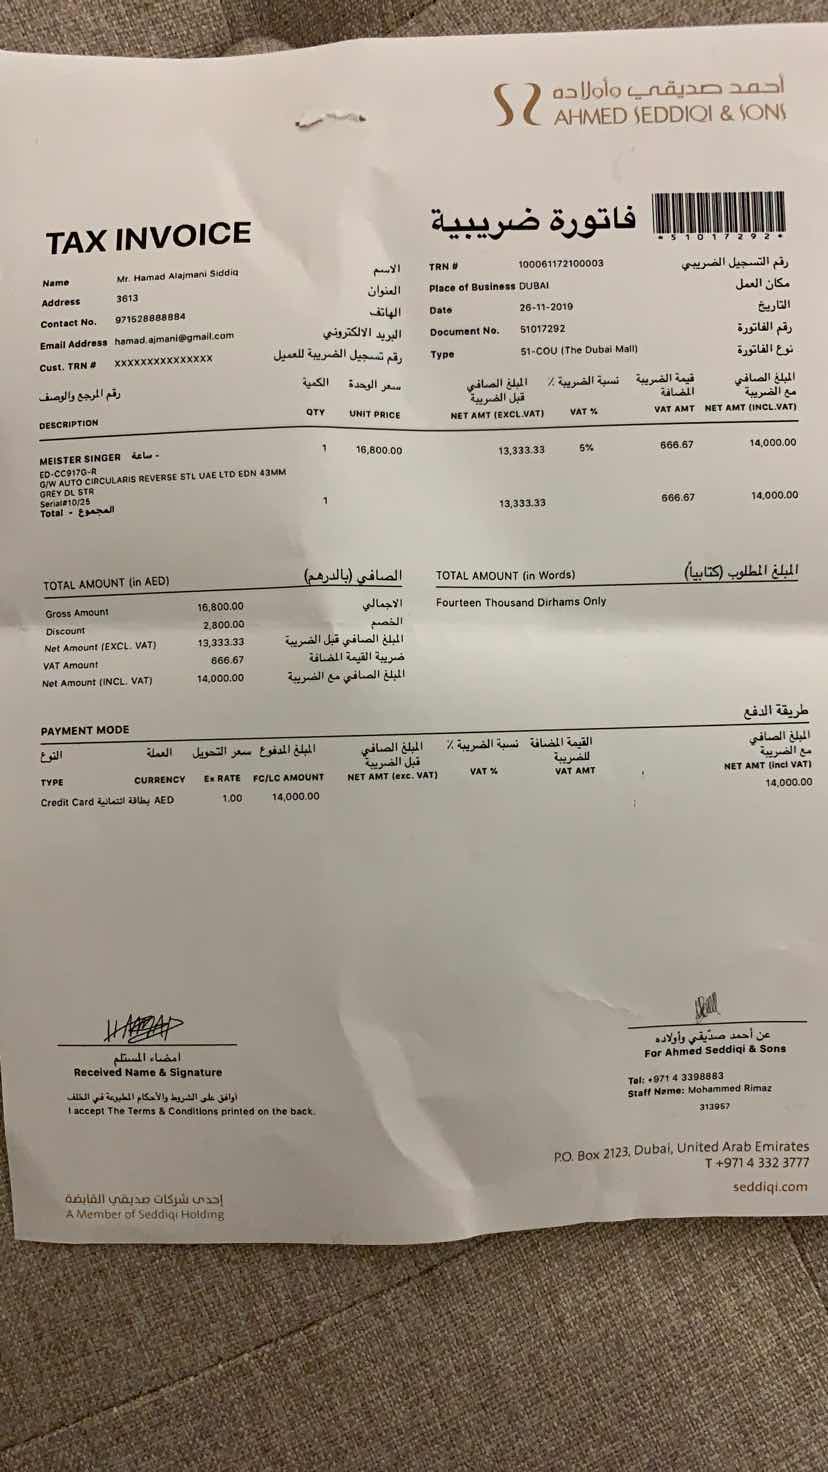 أحمد صديقي وأولاده
AHMED SEDDIQI & SONS
TAX INVOICE
فاتورة ضريبية
*51017292*
Name Mr. Hamad Alajmani Siddiq الاسم
Address 3613 العنوان
Contact No. 971528888884 الهاتف
Email Address hamad.ajmani@gmail.com البريد الالكتروني
Cust. TRN # XXXXXXXXXXXXXXX رقم تسجيل الضريبة للعميل
TRN # 100061172100003 رقم التسجيل الضريبي
Place of Business DUBAI مكان العمل
Date 26-11-2019 التاريخ
Document No. 51017292 رقم الفاتورة
Type 51-COU (The Dubai Mall) نوع الفاتورة
رقم المرجع والوصف الكمية سعر الوحدة المبلغ الصافي قبل الضريبة نسبة الضريبة ٪ قيمة الضريبة المضافة المبلغ الصافي مع الضريبة
DESCRIPTION QTY UNIT PRICE NET AMT (EXCL.VAT) VAT % VAT AMT NET AMT (INCL.VAT)
MEISTER SINGER ساعة - 1 16,800.00 13,333.33 5% 666.67 14,000.00
ED-CC917G-R
G/W AUTO CIRCULARIS REVERSE STL UAE LTD EDN 43MM
GREY DL STR
Serial#10/25
Total - المجموع 1 13,333.33 666.67 14,000.00
TOTAL AMOUNT (in AED) الصافي (بالدرهم)
Gross Amount 16,800.00 الاجمالي
Discount 2,800.00 الخصم
Net Amount (EXCL. VAT) 13,333.33 المبلغ الصافي قبل الضريبة
VAT Amount 666.67 ضريبة القيمة المضافة
Net Amount (INCL. VAT) 14,000.00 المبلغ الصافي مع الضريبة
TOTAL AMOUNT (in Words) المبلغ المطلوب (كتابياً)
Fourteen Thousand Dirhams Only
PAYMENT MODE طريقة الدفع
النوع العملة سعر التحويل المبلغ المدفوع المبلغ الصافي قبل الضريبة نسبة الضريبة ٪ القيمة المضافة للضريبة المبلغ الصافي مع الضريبة
TYPE CURRENCY Ex RATE FC/LC AMOUNT NET AMT (exc. VAT) VAT % VAT AMT NET AMT (incl VAT)
Credit Card بطاقة ائتمانية AED 1.00 14,000.00 14,000.00
HAMAD
امضاء المستلم
Received Name & Signature
أوافق على الشروط والأحكام المطبوعة في الخلف
I accept The Terms & Conditions printed on the back.
عن أحمد صدّيقي وأولاده
For Ahmed Seddiqi & Sons
Tel: +971 4 3398883
Staff Name: Mohammed Rimaz
313957
P.O. Box 2123, Dubai, United Arab Emirates
T +971 4 332 3777
seddiqi.com
إحدى شركات صديقي القابضة
A Member of Seddiqi Holding